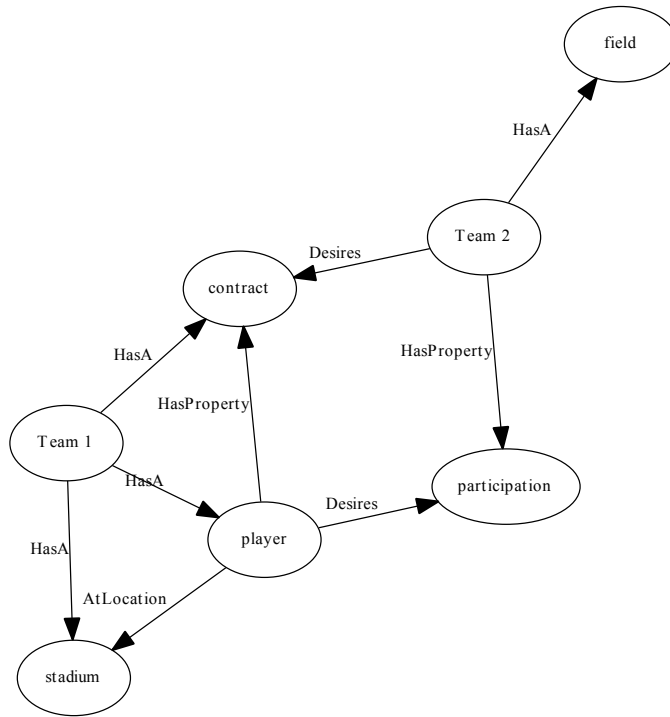 field
HasA
Team 2
Desires
contract
HasA
HasProperty
HasProperty
Team 1
HasA
participation
Desires
player
HasA
AtLocation
stadium